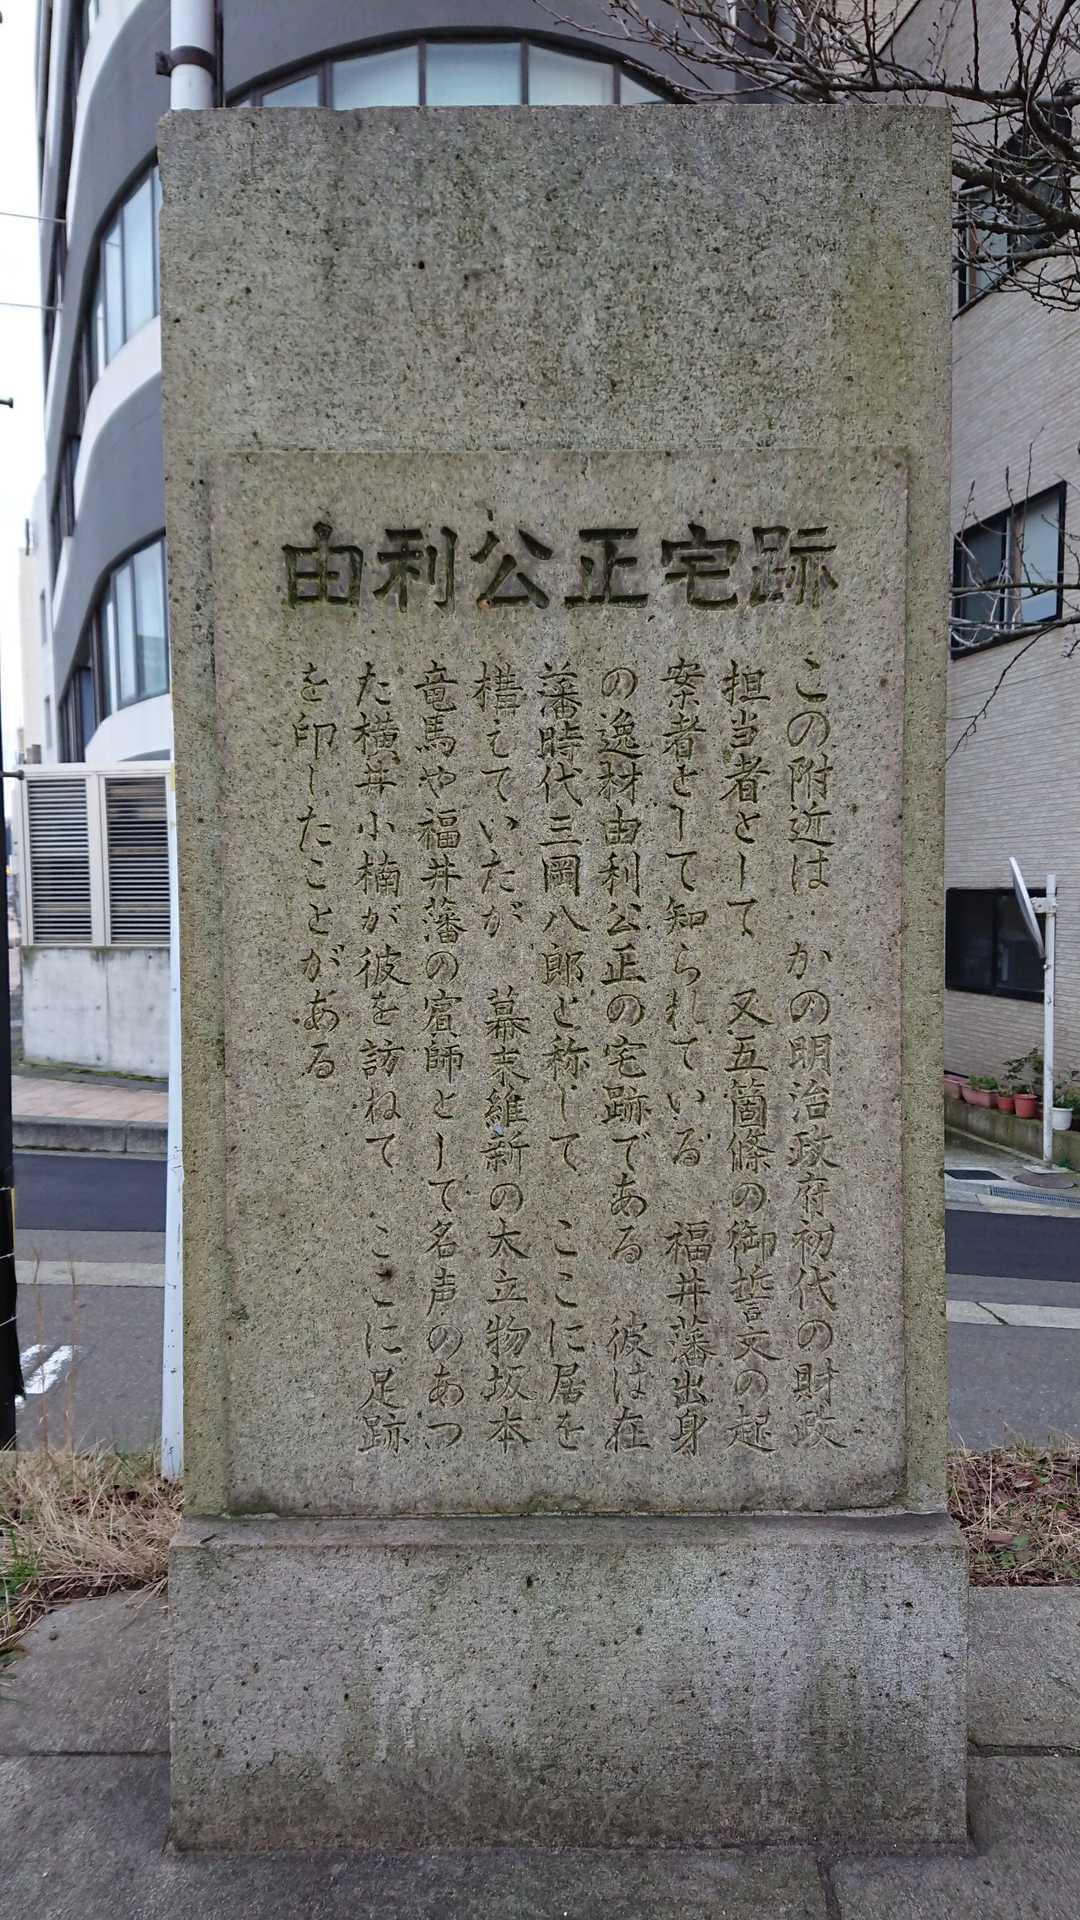 由利公正宅跡
この附近は かの明治政府初代の財政
担当者として 又五箇條の御誓文の起
案者として知られている 福井藩出身
の逸材由利公正の宅跡である 彼は在
藩時代三岡八郎と称して ここに居を
構えていたが 幕末維新の大立物坂本
竜馬や福井藩の賓師として名声のあつ
た横井小楠が彼を訪ねて ここに足跡
を印したことがある